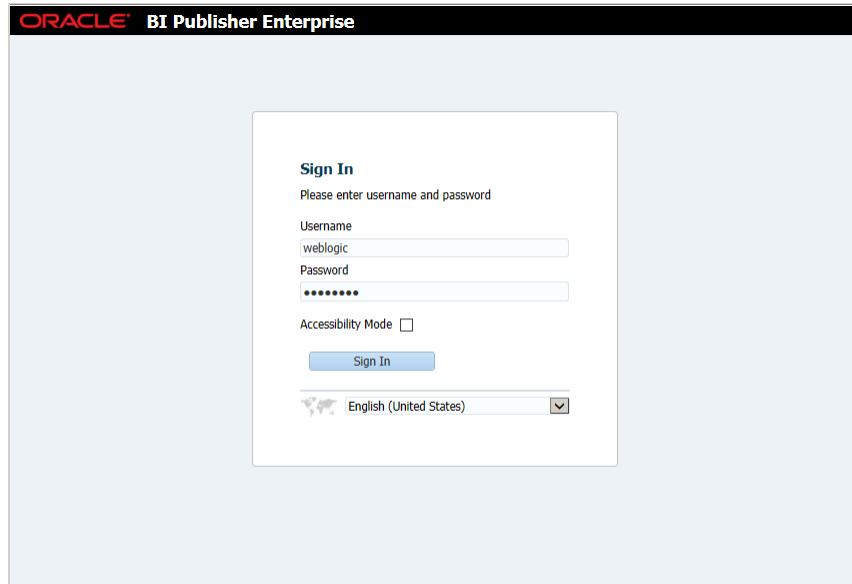 ORACLE BI Publisher Enterprise
Sign In
Please enter username and password
Username
weblogic
Password
••••••••
Accessibility Mode
Sign In
English (United States)